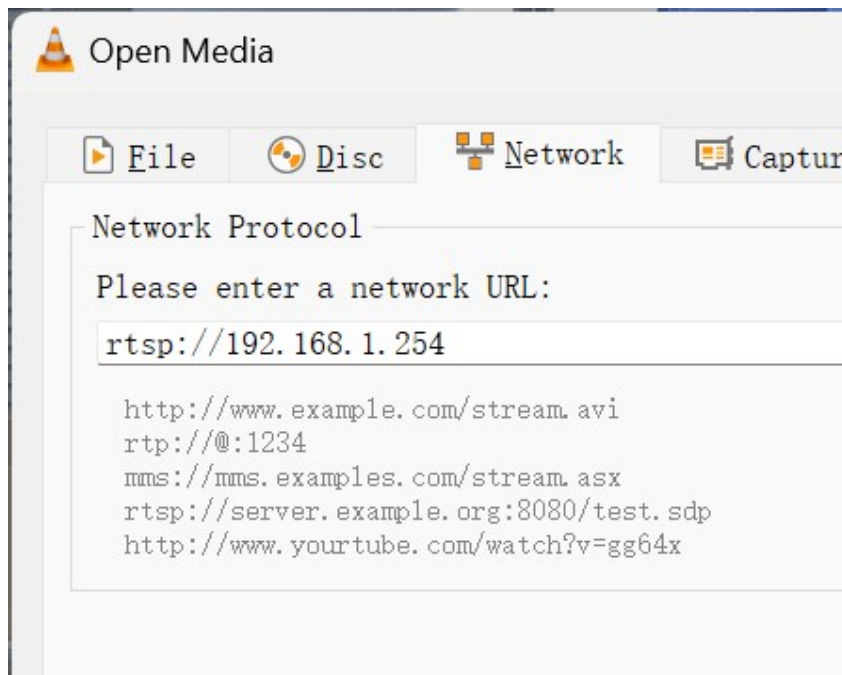 Open Media
File Disc Network
Network Protocol
Please enter a network URL:
rtsp://192.168.1.254
http://www.example.com/stream.avi
rtp://@:1234
mms://mms.examples.com/stream.asx
rtsp://server.example.org:8080/test.sdp
http://www.yourtube.com/watch?v=gg64x